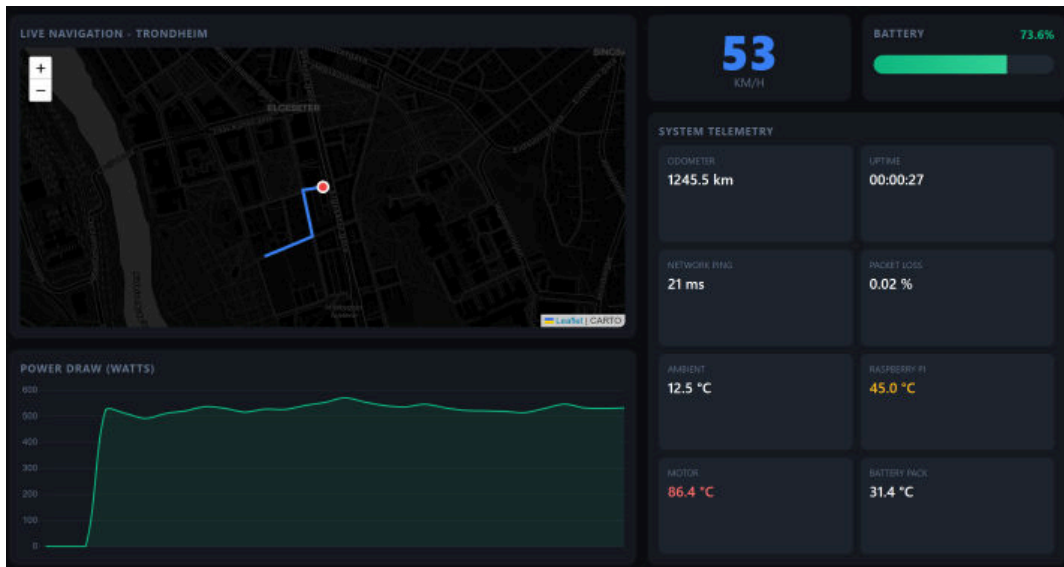 LIVE NAVIGATION - TRONDHEIM
+
−
ELGESETER
Leaflet | CARTO
53
KM/H
BATTERY
73.6%
SYSTEM TELEMETRY
ODOMETER
1245.5 km
UPTIME
00:00:27
NETWORK PING
21 ms
PACKET LOSS
0.02 %
AMBIENT
12.5 °C
RASPBERRY PI
45.0 °C
MOTOR
86.4 °C
BATTERY PACK
31.4 °C
POWER DRAW (WATTS)
600
500
400
300
200
100
0